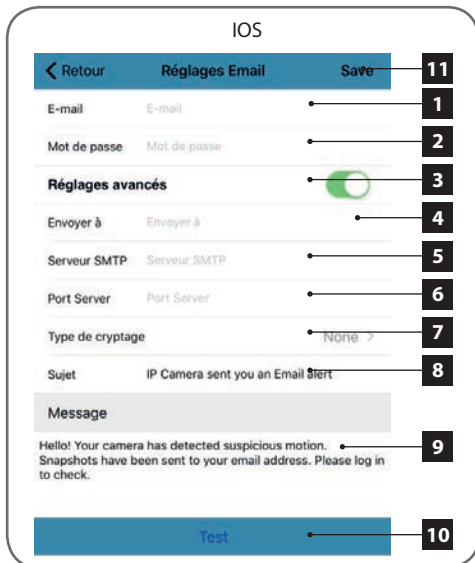 IOS
Retour Réglages Email Save 11
E-mail E-mail 1
Mot de passe Mot de passe 2
Réglages avancés 3
Envoyer à Envoyer à 4
Serveur SMTP Serveur SMTP 5
Port Server Port Server 6
Type de cryptage None > 7
Sujet IP Camera sent you an Email alert 8
Message
Hello! Your camera has detected suspicious motion. 9
Snapshots have been sent to your email address. Please log in
to check.
Test 10